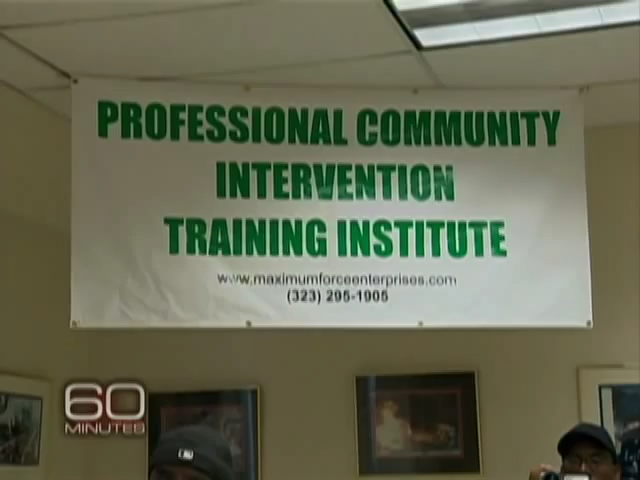 PROFESSIONAL COMMUNITY
INTERVENTION
TRAINING INSTITUTE
www.maximumforceenterprises.com
(323) 295-1905
60
MINUTES